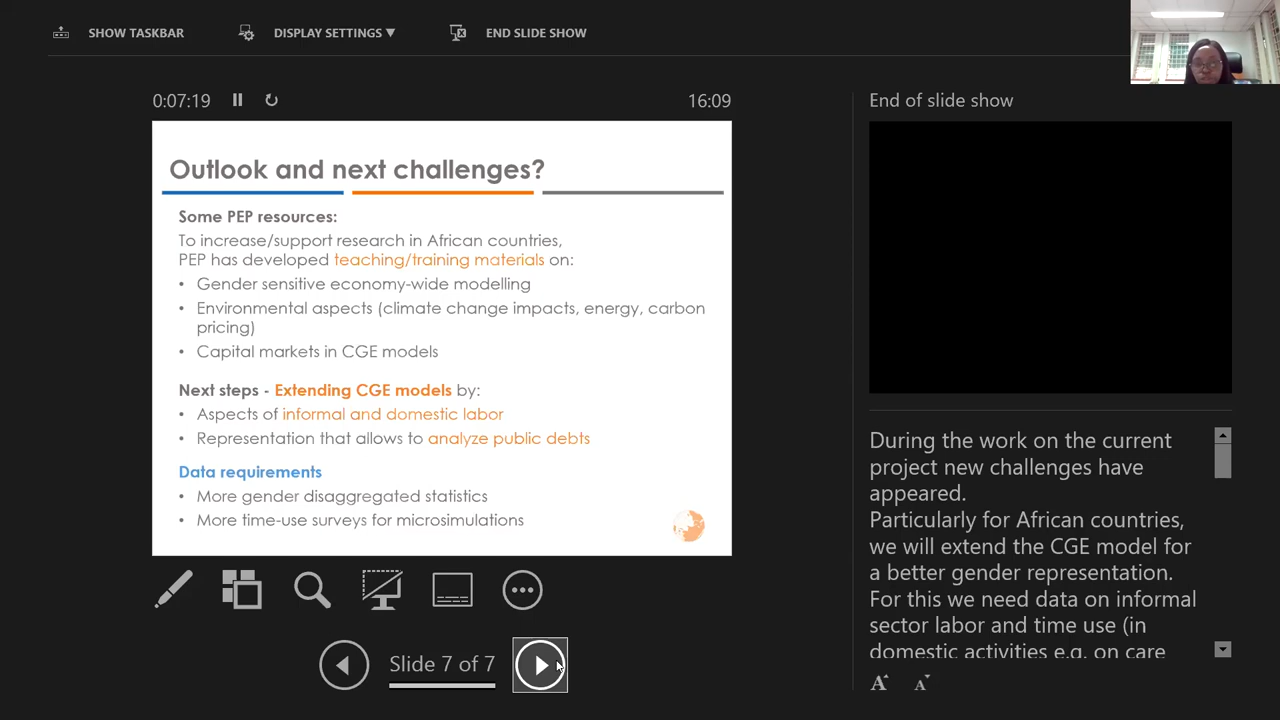 SHOW TASKBAR
DISPLAY SETTINGS ▼
END SLIDE SHOW
0:07:19
16:09
End of slide show
Outlook and next challenges?
Some PEP resources:
To increase/support research in African countries,
PEP has developed teaching/training materials on:
• Gender sensitive economy-wide modelling
• Environmental aspects (climate change impacts, energy, carbon
pricing)
• Capital markets in CGE models
Next steps - Extending CGE models by:
• Aspects of informal and domestic labor
• Representation that allows to analyze public debts
Data requirements
• More gender disaggregated statistics
• More time-use surveys for microsimulations
Slide 7 of 7
During the work on the current
project new challenges have
appeared.
Particularly for African countries,
we will extend the CGE model for
a better gender representation.
For this we need data on informal
sector labor and time use (in
domestic activities e.g. on care
A A